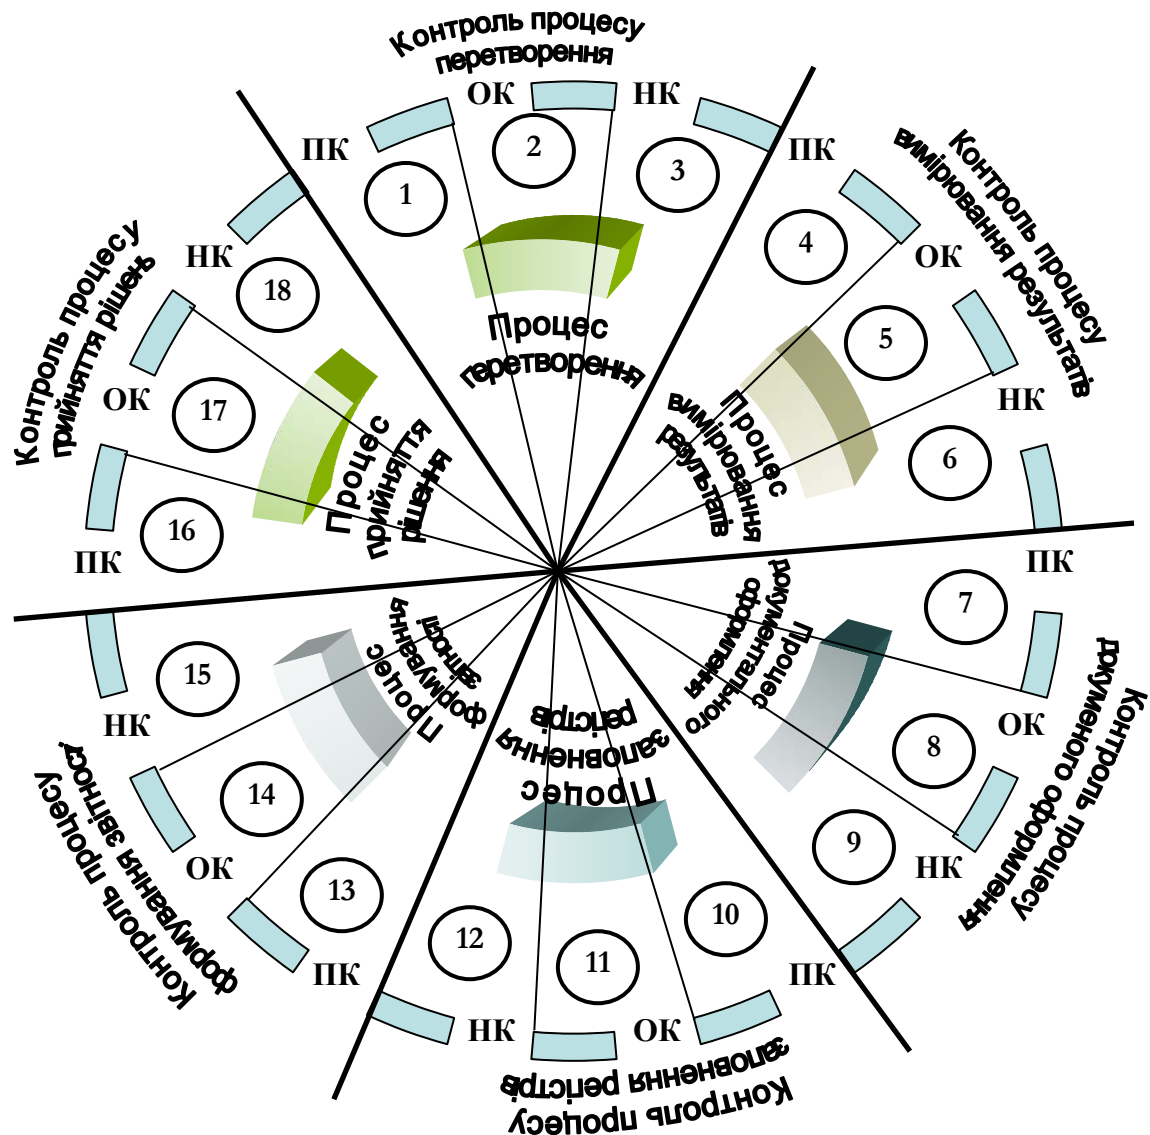 Контроль процесу
перетворення
ПК
ОК
НК
1
2
3
Процес
перетворення
Контроль процесу
вимірювання результатів
ПК
ОК
НК
4
5
6
Процес
вимірювання
результатів
Контроль процесу
документного оформлення
ПК
ОК
НК
7
8
9
Процес
документального
оформлення
Контроль процесу
заповнення регістрів
ПК
ОК
НК
10
11
12
Процес
заповнення
регістрів
Контроль процесу
формування звітності
ПК
ОК
НК
13
14
15
Процес
формування
звітності
Контроль процесу
прийняття рішень
ПК
ОК
НК
16
17
18
Процес
прийняття
рішення